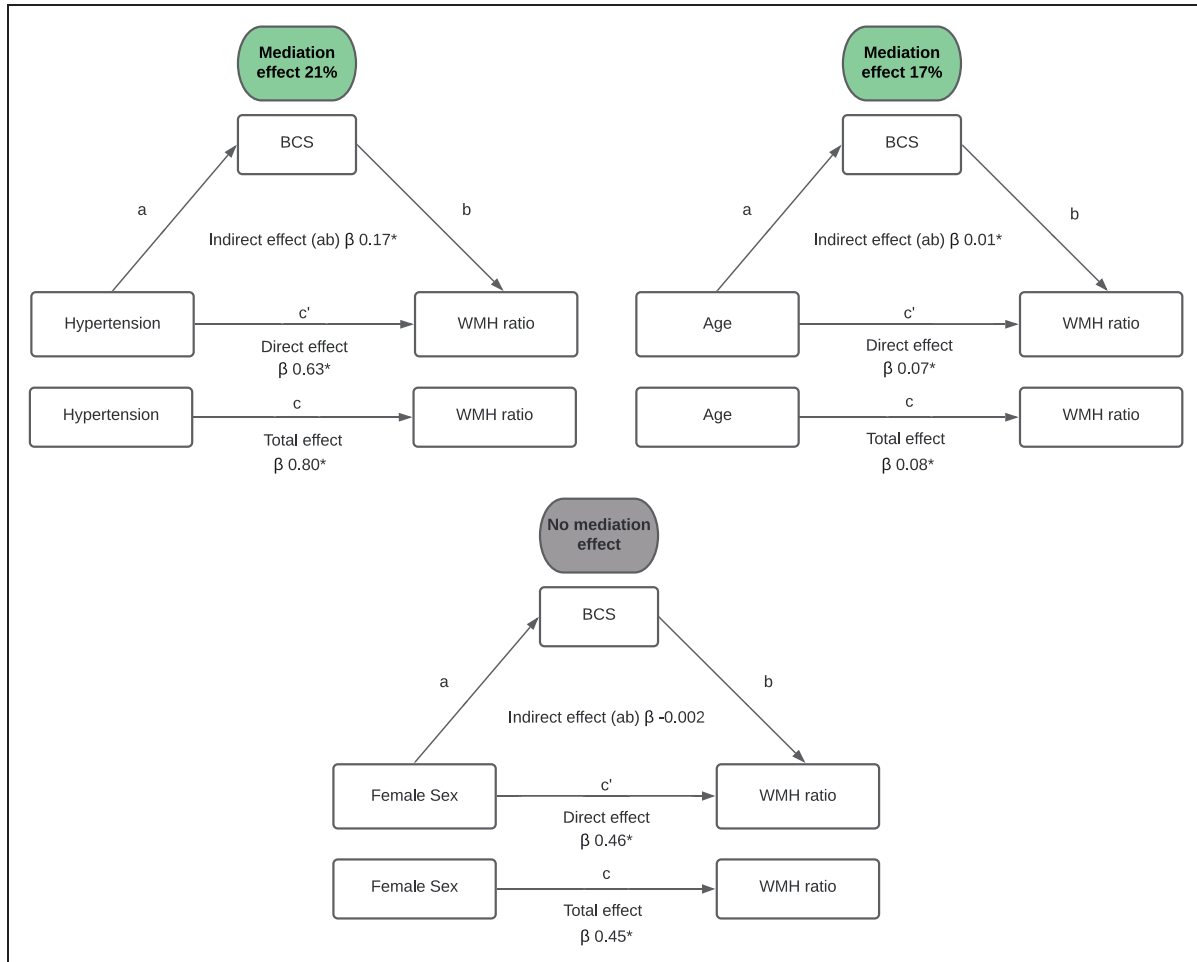 Mediation
effect 21%
BCS
a
b
Indirect effect (ab) β 0.17*
Hypertension
c'
WMH ratio
Direct effect
β 0.63*
Hypertension
c
WMH ratio
Total effect
β 0.80*
Mediation
effect 17%
BCS
a
b
Indirect effect (ab) β 0.01*
Age
c'
WMH ratio
Direct effect
β 0.07*
Age
c
WMH ratio
Total effect
β 0.08*
No mediation
effect
BCS
a
b
Indirect effect (ab) β -0.002
Female Sex
c'
WMH ratio
Direct effect
β 0.46*
Female Sex
c
WMH ratio
Total effect
β 0.45*